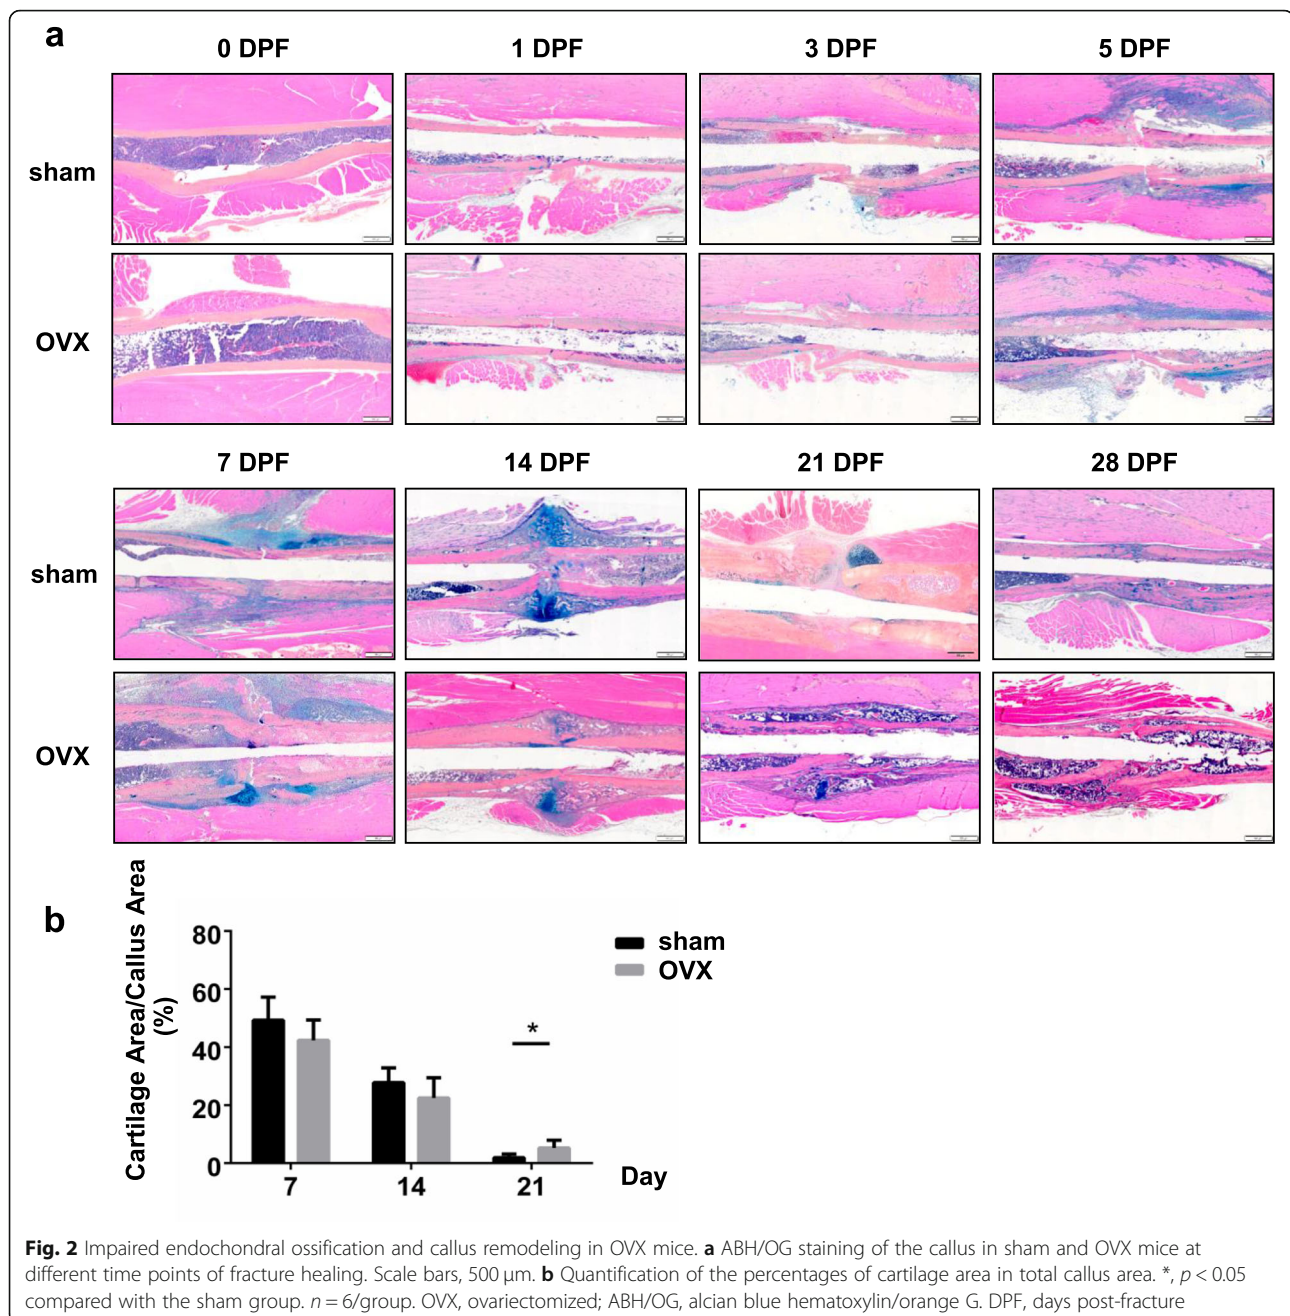 a
0 DPF 1 DPF 3 DPF 5 DPF
sham
OVX
7 DPF 14 DPF 21 DPF 28 DPF
sham
OVX
b
Cartilage Area/Callus Area
(%)
80
60
40
20
0
*
sham
OVX
7 14 21
Day
Fig. 2 Impaired endochondral ossification and callus remodeling in OVX mice. a ABH/OG staining of the callus in sham and OVX mice at
different time points of fracture healing. Scale bars, 500 μm. b Quantification of the percentages of cartilage area in total callus area. *, p < 0.05
compared with the sham group. n = 6/group. OVX, ovariectomized; ABH/OG, alcian blue hematoxylin/orange G. DPF, days post-fracture